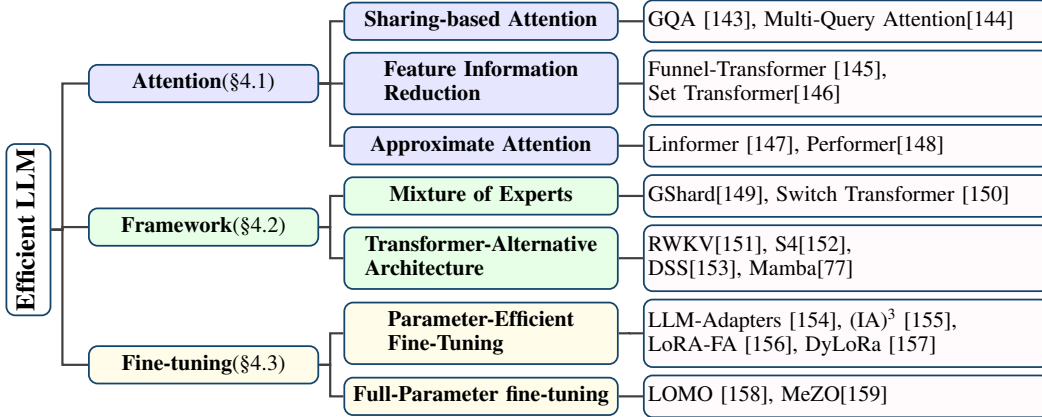 Efficient LLM
Attention(§4.1)
Sharing-based Attention
GQA [143], Multi-Query Attention[144]
Feature Information
Reduction
Funnel-Transformer [145],
Set Transformer[146]
Approximate Attention
Linformer [147], Performer[148]
Framework(§4.2)
Mixture of Experts
GShard[149], Switch Transformer [150]
Transformer-Alternative
Architecture
RWKV[151], S4[152],
DSS[153], Mamba[77]
Fine-tuning(§4.3)
Parameter-Efficient
Fine-Tuning
LLM-Adapters [154], (IA)³ [155],
LoRA-FA [156], DyLoRa [157]
Full-Parameter fine-tuning
LOMO [158], MeZO[159]